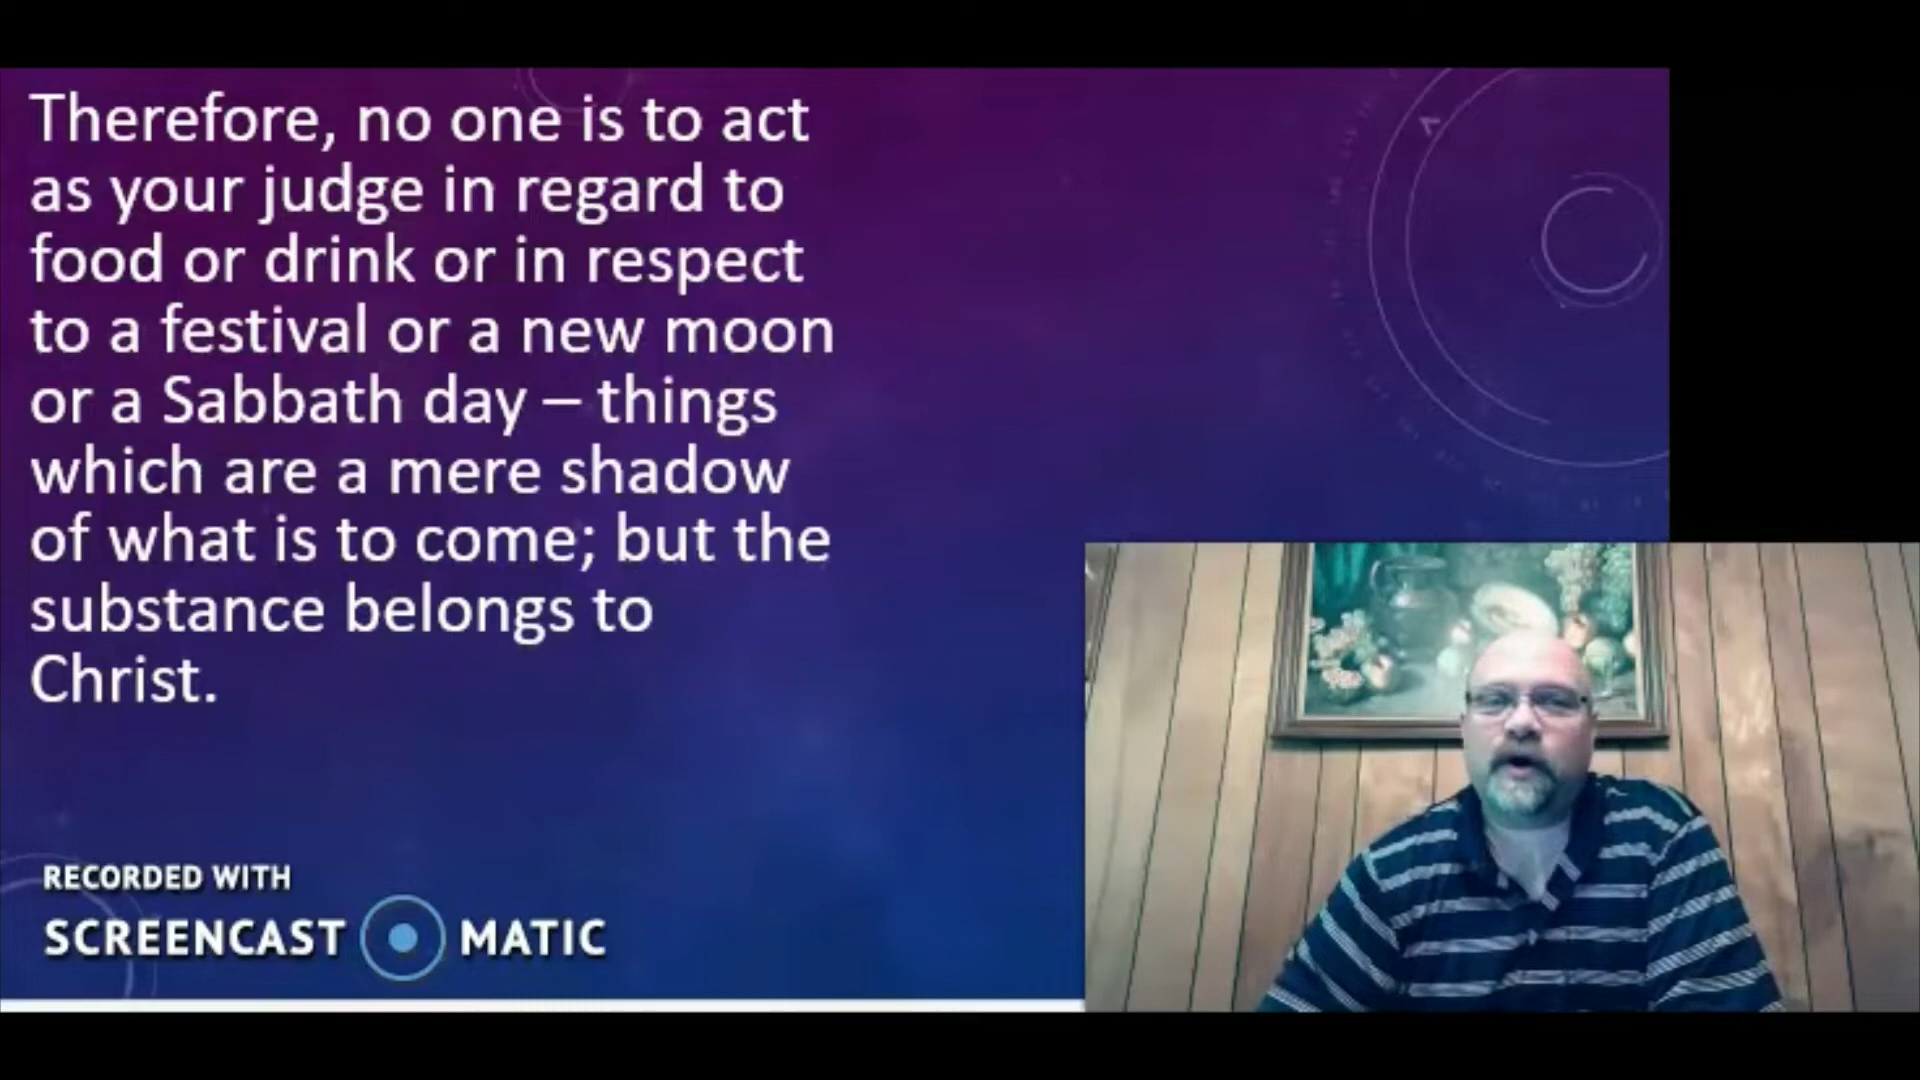 Therefore, no one is to act
as your judge in regard to
food or drink or in respect
to a festival or a new moon
or a Sabbath day – things
which are a mere shadow
of what is to come; but the
substance belongs to
Christ.
RECORDED WITH
SCREENCAST MATIC